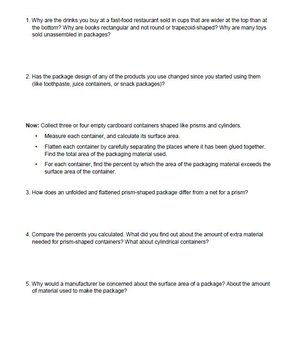 1. Why are the drinks you buy at a fast-food restaurant sold in cups that are wider at the top than at
the bottom? Why are books rectangular and not round or trapezoid-shaped? Why are many toys
sold unassembled in packages?
2. Has the package design of any of the products you use changed since you started using them
(like toothpaste, juice containers, or snack packages)?
Now: Collect three or four empty cardboard containers shaped like prisms and cylinders.
• Measure each container, and calculate its surface area.
• Flatten each container by carefully separating the places where it has been glued together.
Find the total area of the packaging material used.
• For each container, find the percent by which the area of the packaging material exceeds the
surface area of the container.
3. How does an unfolded and flattened prism-shaped package differ from a net for a prism?
4. Compare the percents you calculated. What did you find out about the amount of extra material
needed for prism-shaped containers? What about cylindrical containers?
5. Why would a manufacturer be concerned about the surface area of a package? About the amount
of material used to make the package?